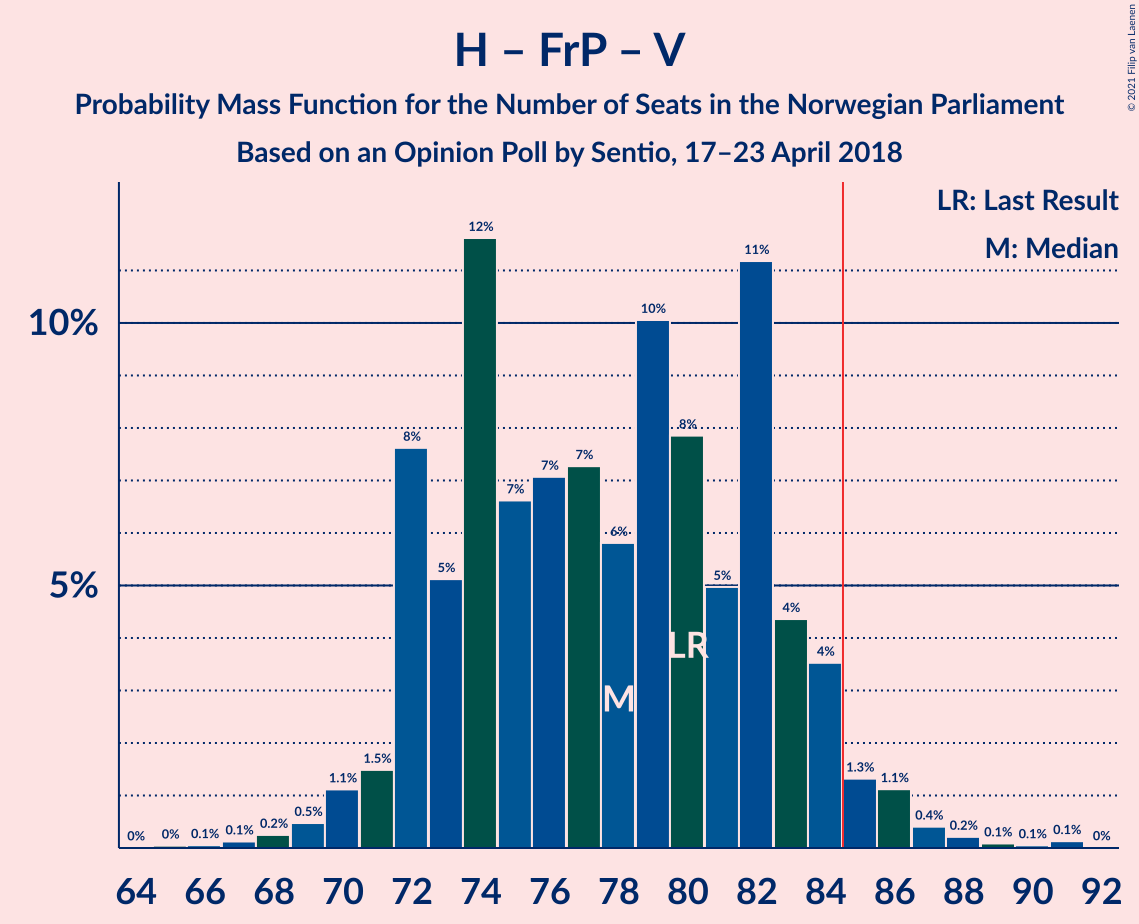 © 2021 Filip van Laenen
H – FrP – V
Probability Mass Function for the Number of Seats in the Norwegian Parliament
Based on an Opinion Poll by Sentio, 17–23 April 2018
LR: Last Result
M: Median
10%
5%
0% 0% 0.1% 0.1% 0.2% 0.5% 1.1% 1.5% 8% 5% 12% 7% 7% 7% 6% 10% 8% 5% 11% 4% 4% 1.3% 1.1% 0.4% 0.2% 0.1% 0.1% 0.1% 0%
LR
M
64 66 68 70 72 74 76 78 80 82 84 86 88 90 92